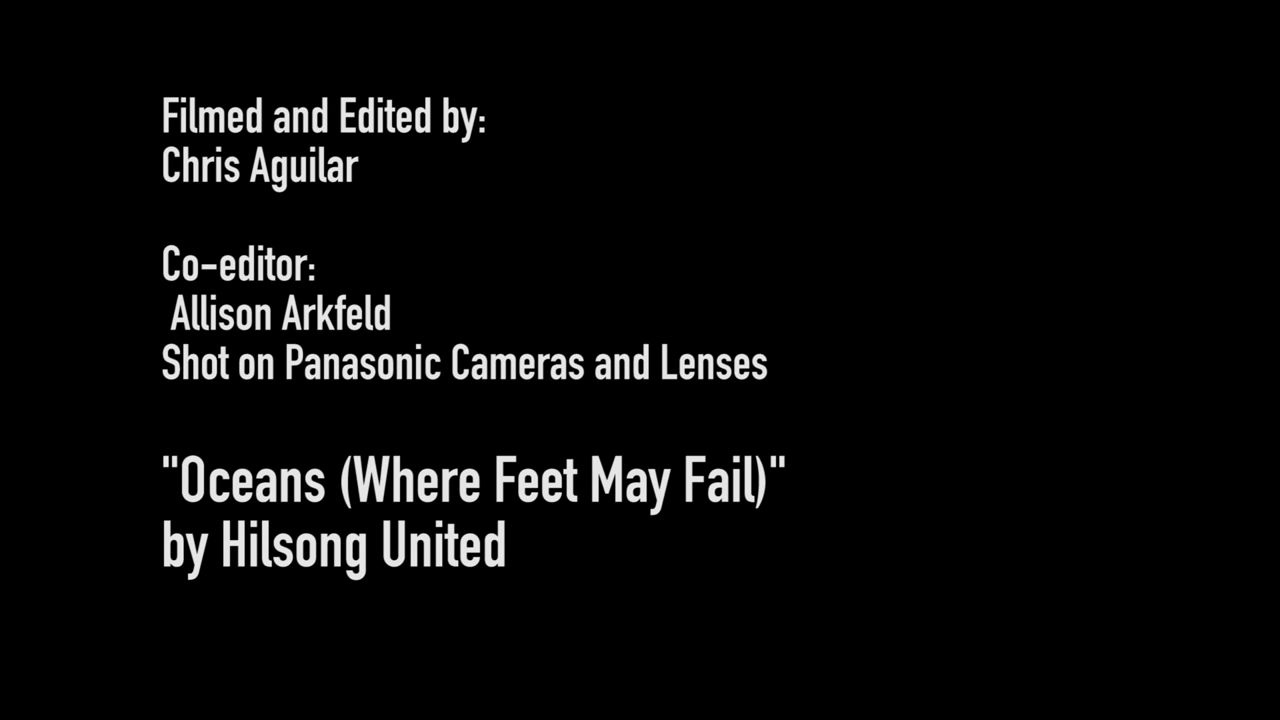 Filmed and Edited by:
Chris Aguilar
Co-editor:
Allison Arkfeld
Shot on Panasonic Cameras and Lenses
"Oceans (Where Feet May Fail)"
by Hilsong United